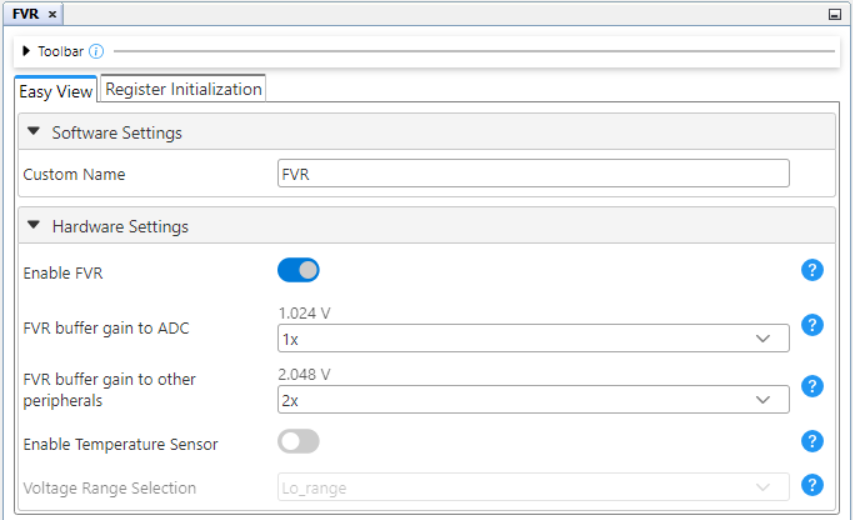 FVR ×
Toolbar
Easy View
Register Initialization
Software Settings
Custom Name
FVR
Hardware Settings
Enable FVR
?
FVR buffer gain to ADC
1.024 V
1x
?
FVR buffer gain to other
peripherals
2.048 V
2x
?
Enable Temperature Sensor
?
Voltage Range Selection
Lo_range
?